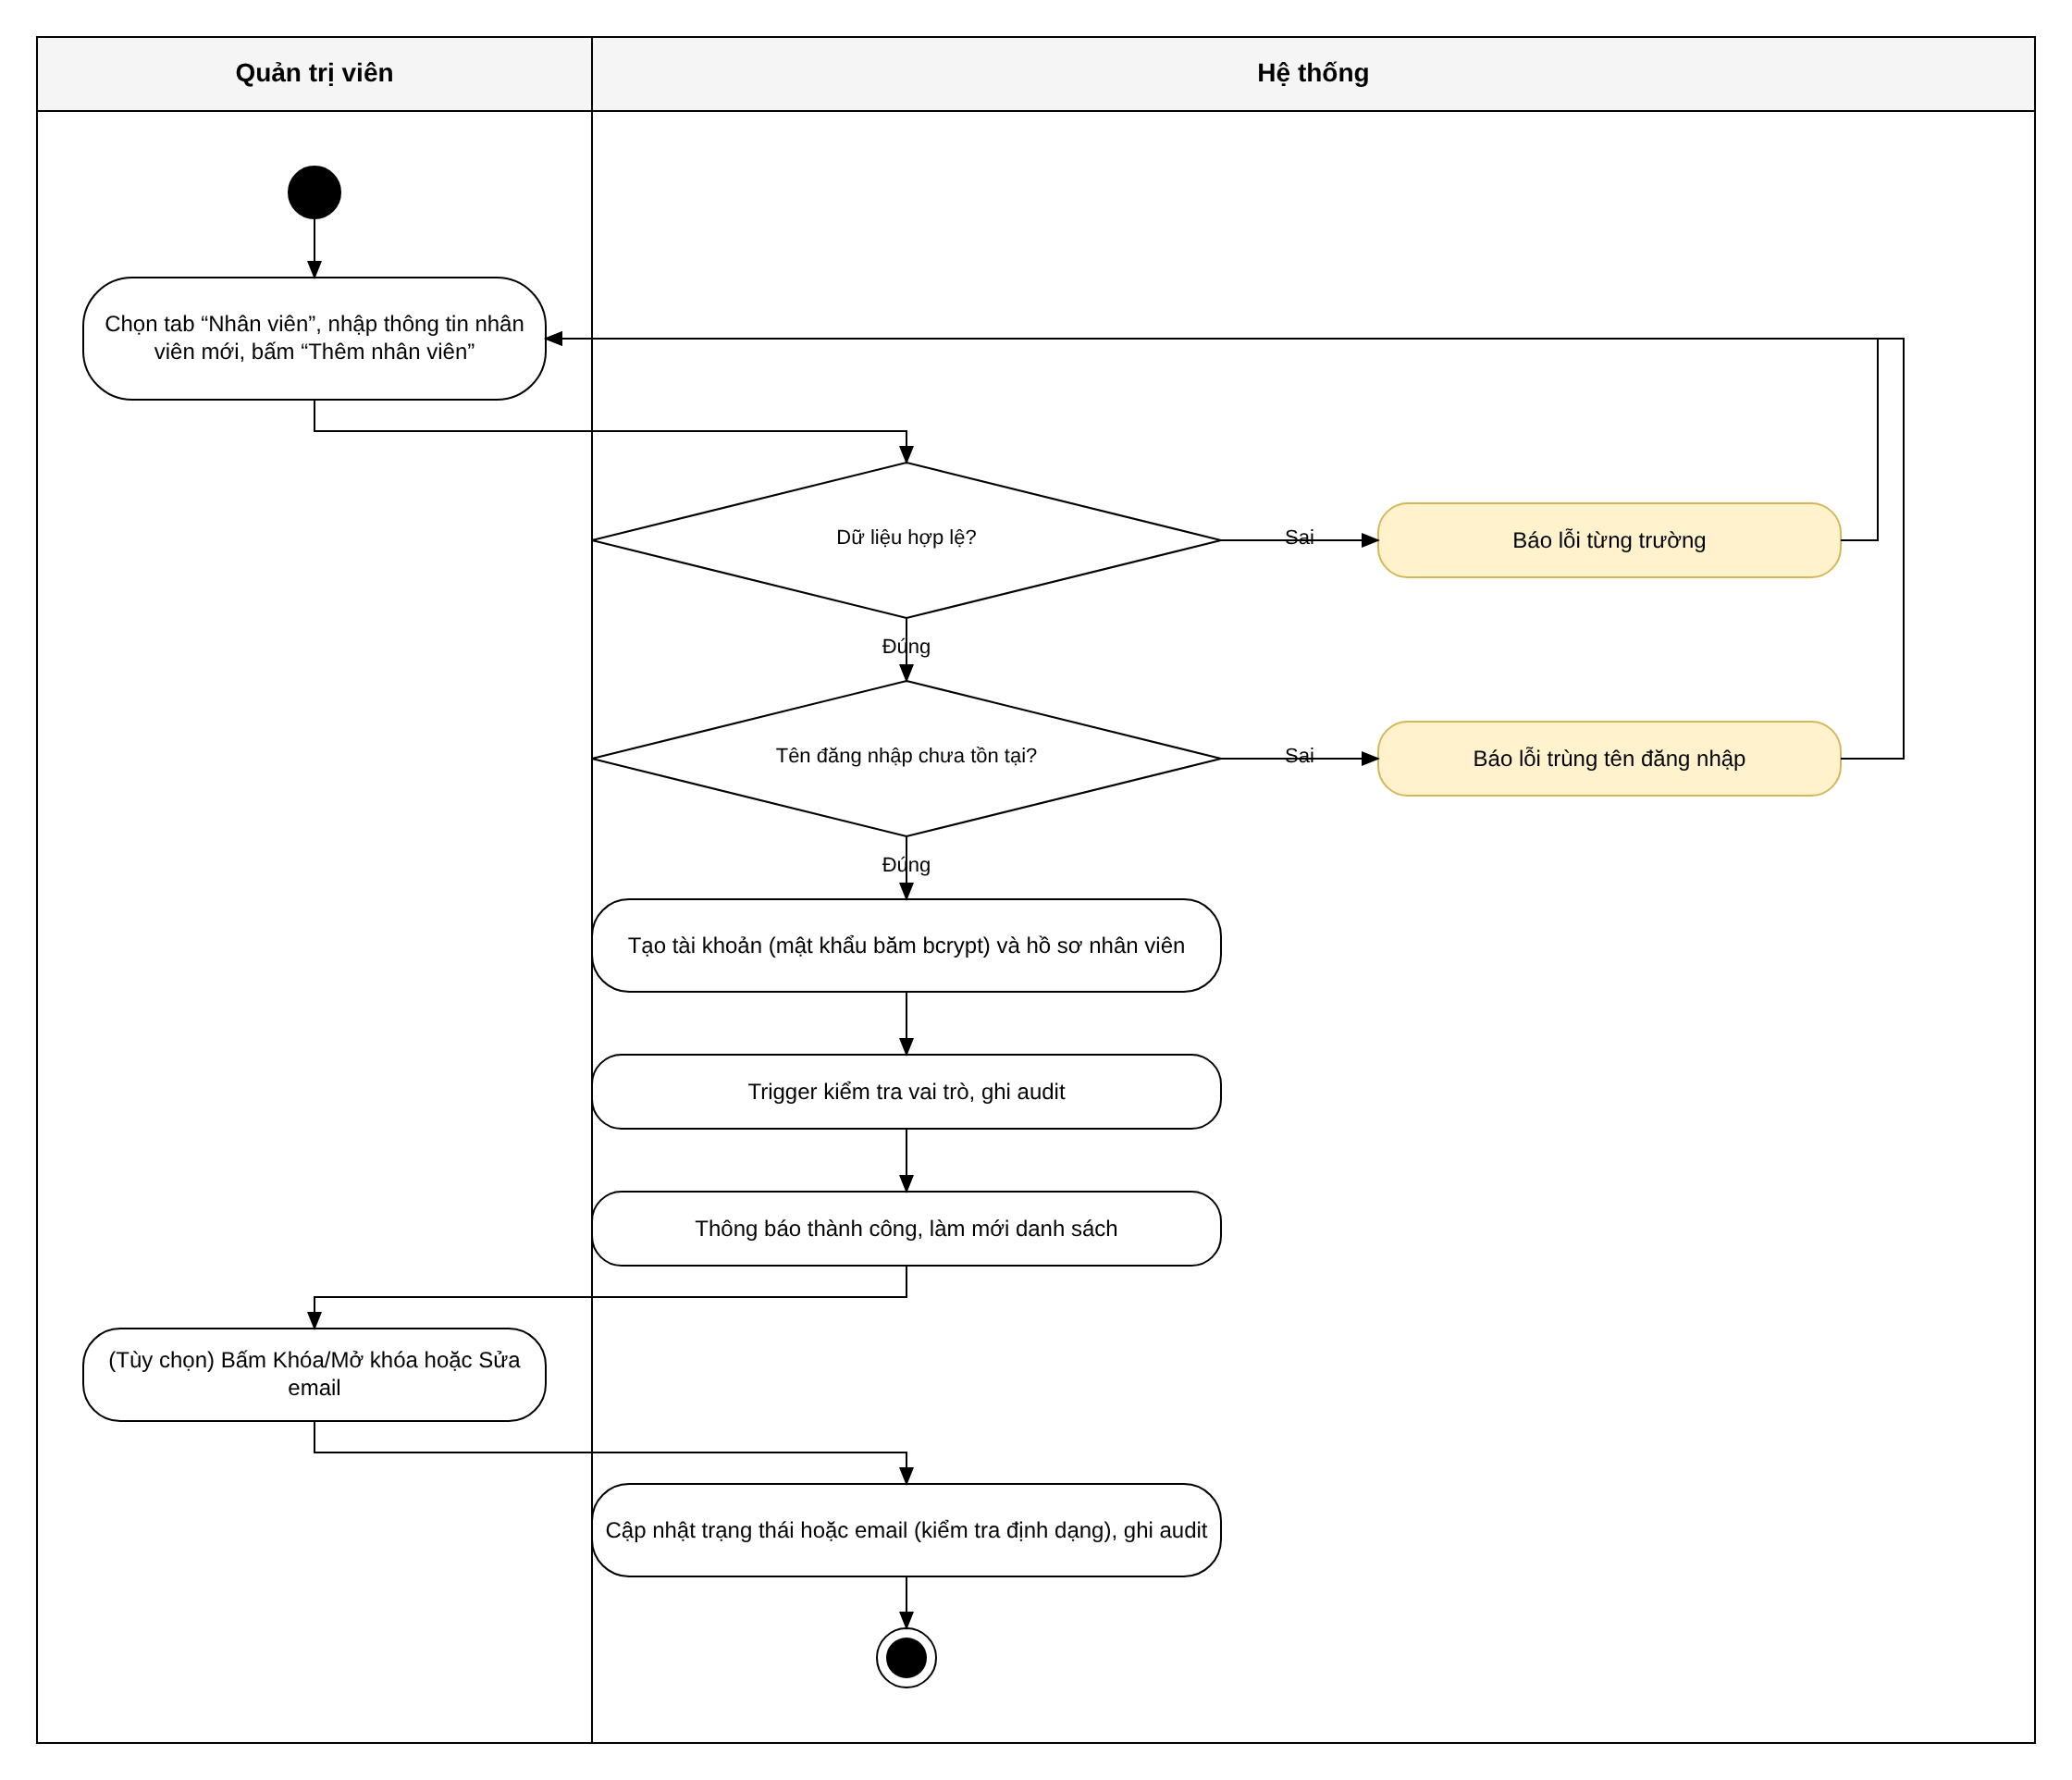 Quản trị viên
Hệ thống
Chọn tab “Nhân viên”, nhập thông tin nhân
viên mới, bấm “Thêm nhân viên”
Dữ liệu hợp lệ?
Sai
Báo lỗi từng trường
Đúng
Tên đăng nhập chưa tồn tại?
Sai
Báo lỗi trùng tên đăng nhập
Đúng
Tạo tài khoản (mật khẩu băm bcrypt) và hồ sơ nhân viên
Trigger kiểm tra vai trò, ghi audit
Thông báo thành công, làm mới danh sách
(Tùy chọn) Bấm Khóa/Mở khóa hoặc Sửa
email
Cập nhật trạng thái hoặc email (kiểm tra định dạng), ghi audit